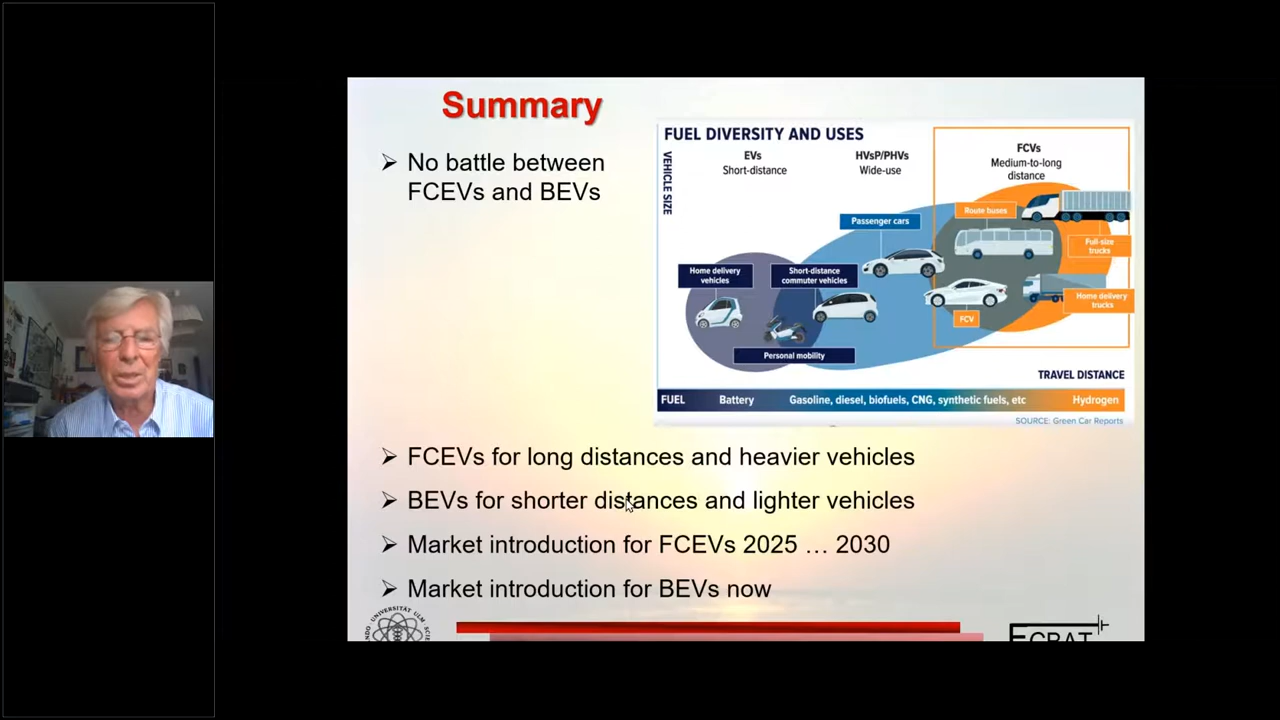 Summary
No battle between
FCEVs and BEVs
FUEL DIVERSITY AND USES
VEHICLE SIZE
EVs
Short-distance
HVsP/PHVs
Wide-use
FCVs
Medium-to-long
distance
Route buses
Passenger cars
Full-size
trucks
Home delivery
vehicles
Short-distance
commuter vehicles
Home delivery
trucks
FCV
Personal mobility
TRAVEL DISTANCE
FUEL
Battery
Gasoline, diesel, biofuels, CNG, synthetic fuels, etc
Hydrogen
SOURCE: Green Car Reports
FCEVs for long distances and heavier vehicles
BEVs for shorter distances and lighter vehicles
Market introduction for FCEVs 2025 … 2030
Market introduction for BEVs now
UNIVERSITÄT ULM
ECBAT